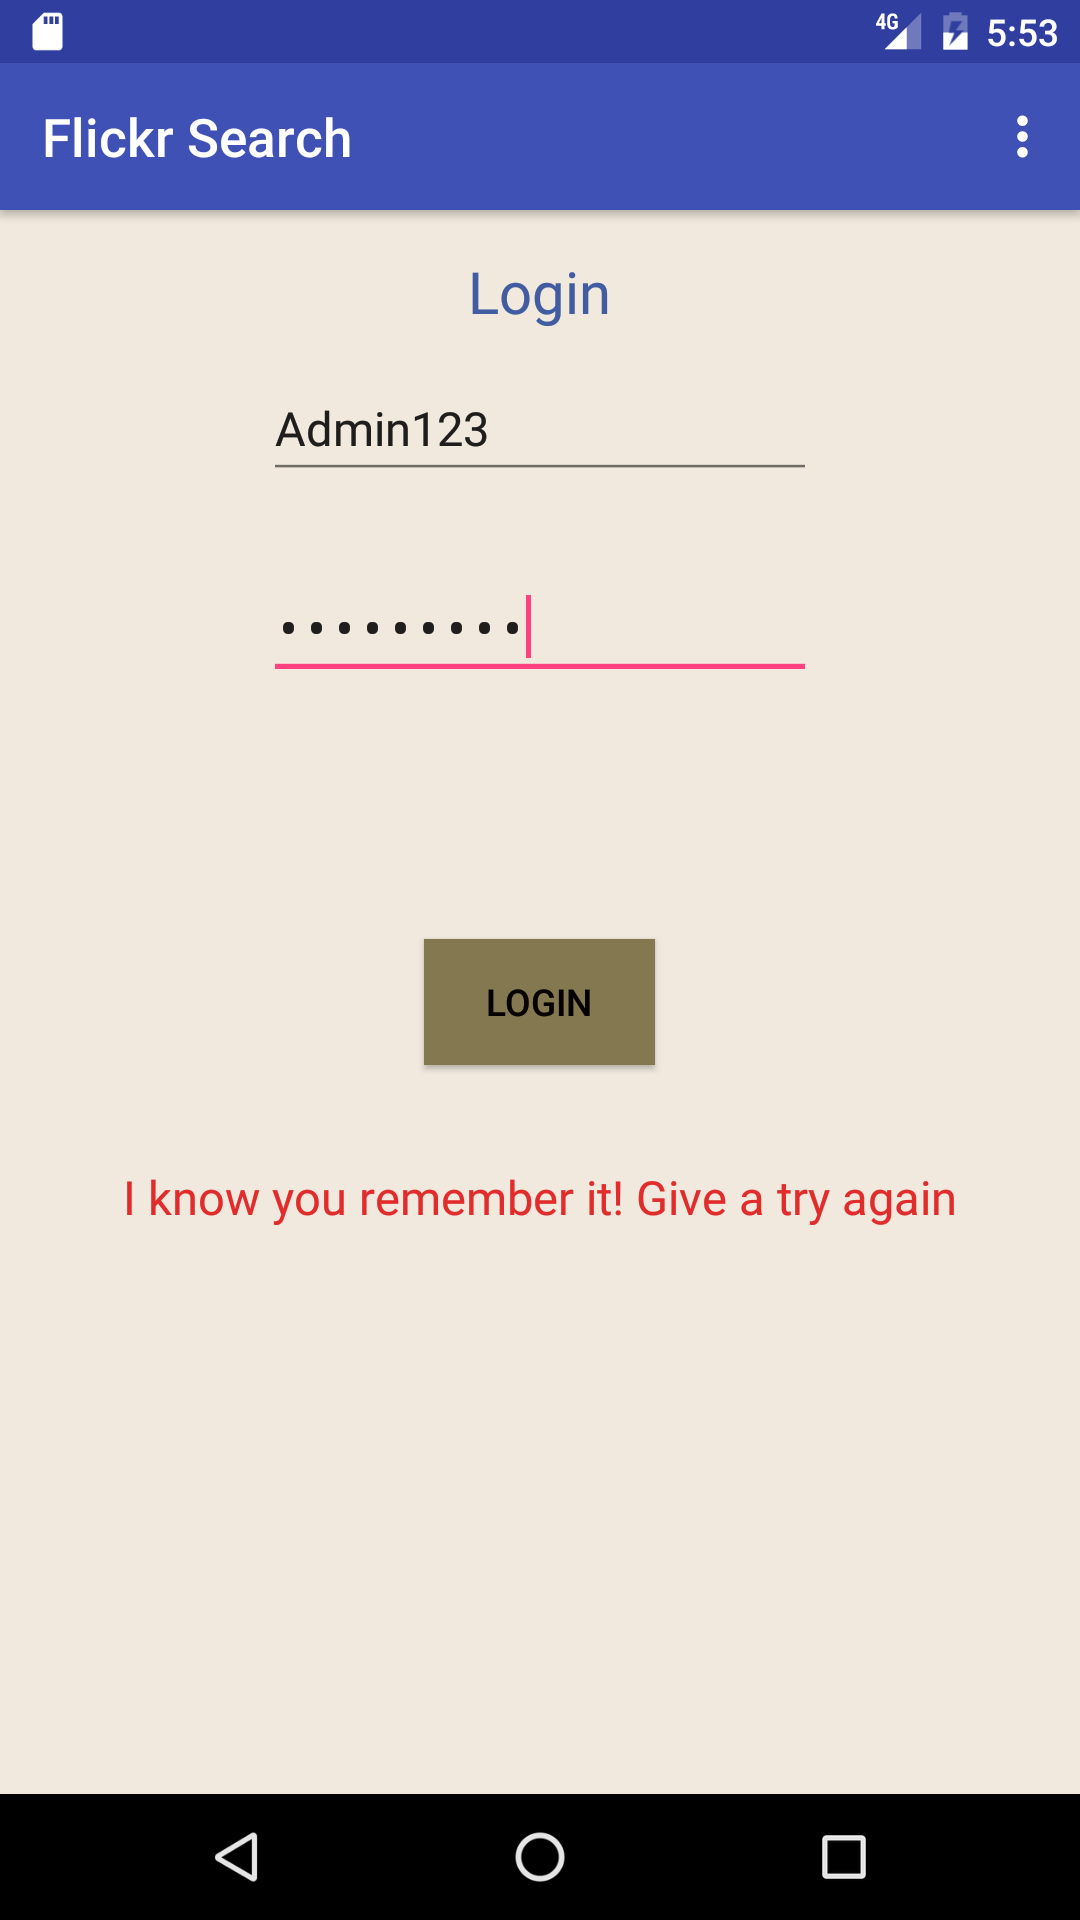 4G 5:53
Flickr Search
Login
Admin123
•••••••••
LOGIN
I know you remember it! Give a try again